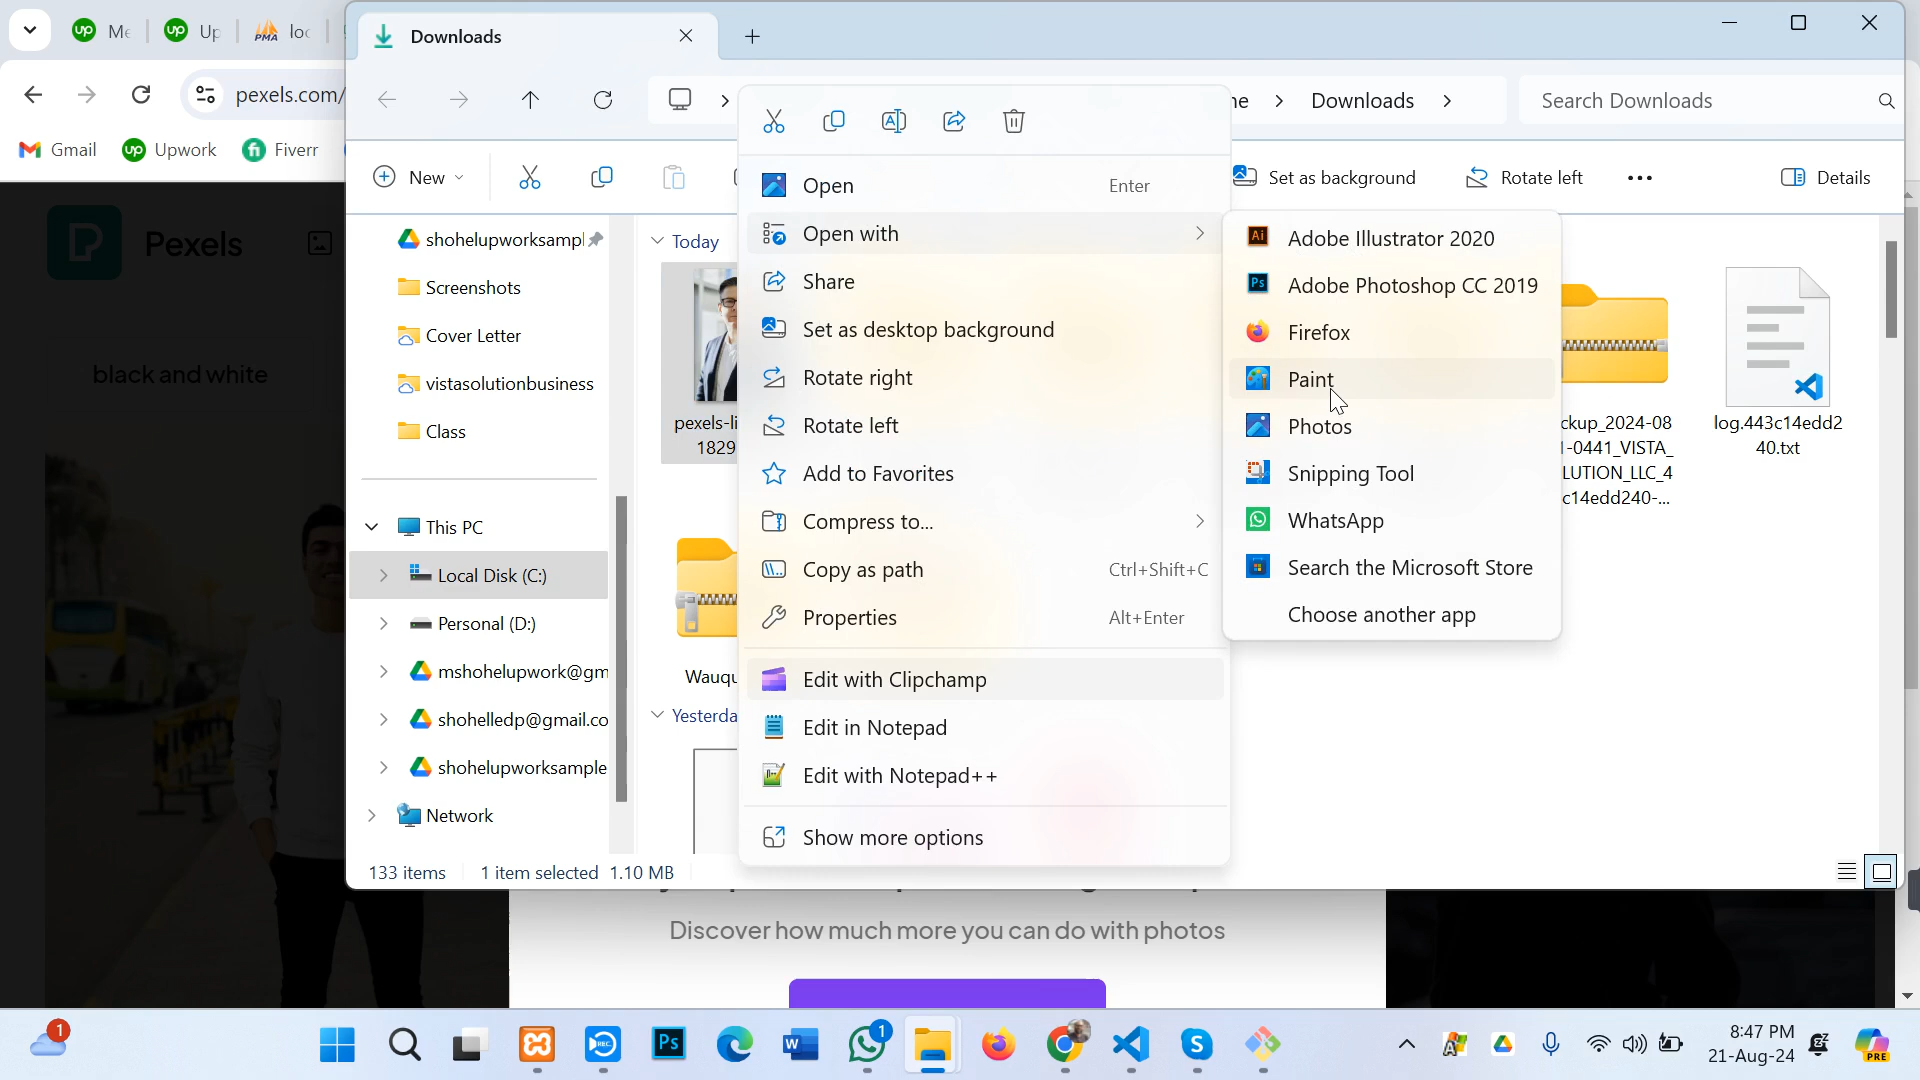 Downloads
pexels.com/
Downloads
Search Downloads
Gmail
Upwork
Fiverr
New
Set as background
Rotate left
Details
Pexels
black and white
shohelupworksampl
Screenshots
Cover Letter
vistasolutionbusiness
Class
This PC
Local Disk (C:)
Personal (D:)
mshohelupwork@gm
shohelledp@gmail.co
shohelupworksample
Network
133 items
1 item selected 1.10 MB
Today
pexels-li
1829
Wauqu
Yesterda
Open Enter
Open with
Share
Set as desktop background
Rotate right
Rotate left
Add to Favorites
Compress to...
Copy as path Ctrl+Shift+C
Properties Alt+Enter
Edit with Clipchamp
Edit in Notepad
Edit with Notepad++
Show more options
Adobe Illustrator 2020
Adobe Photoshop CC 2019
Firefox
Paint
Photos
Snipping Tool
WhatsApp
Search the Microsoft Store
Choose another app
ckup_2024-08
1-0441_VISTA_
LUTION_LLC_4
c14edd240-...
log.443c14edd2
40.txt
Discover how much more you can do with photos
8:47 PM
21-Aug-24